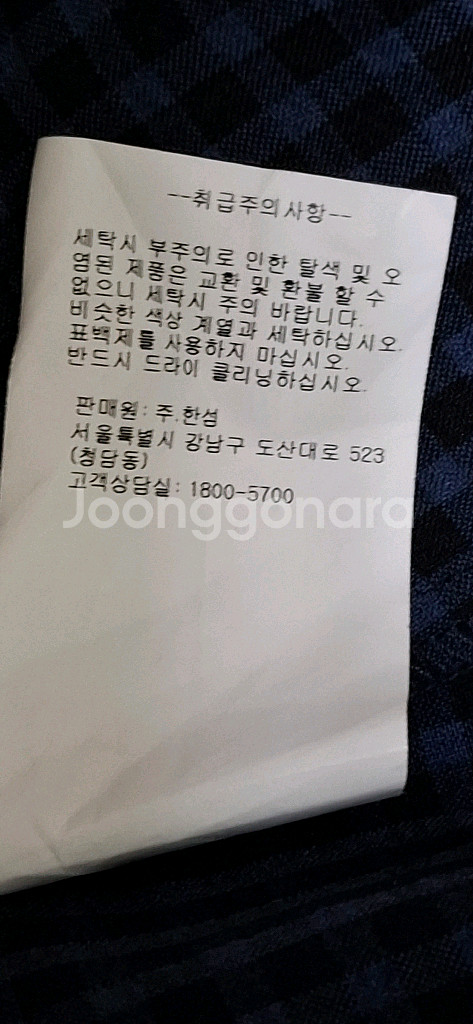 --취급주의사항--
세탁시 부주의로 인한 탈색 및 오
염된 제품은 교환 및 환불 할 수
없으니 세탁시 주의 바랍니다.
비슷한 색상 계열과 세탁하십시오.
표백제를 사용하지 마십시오.
반드시 드라이 클리닝하십시오.
판매원: 주.한섬
서울특별시 강남구 도산대로 523
(청담동)
고객상담실: 1800-5700
Joonggonara